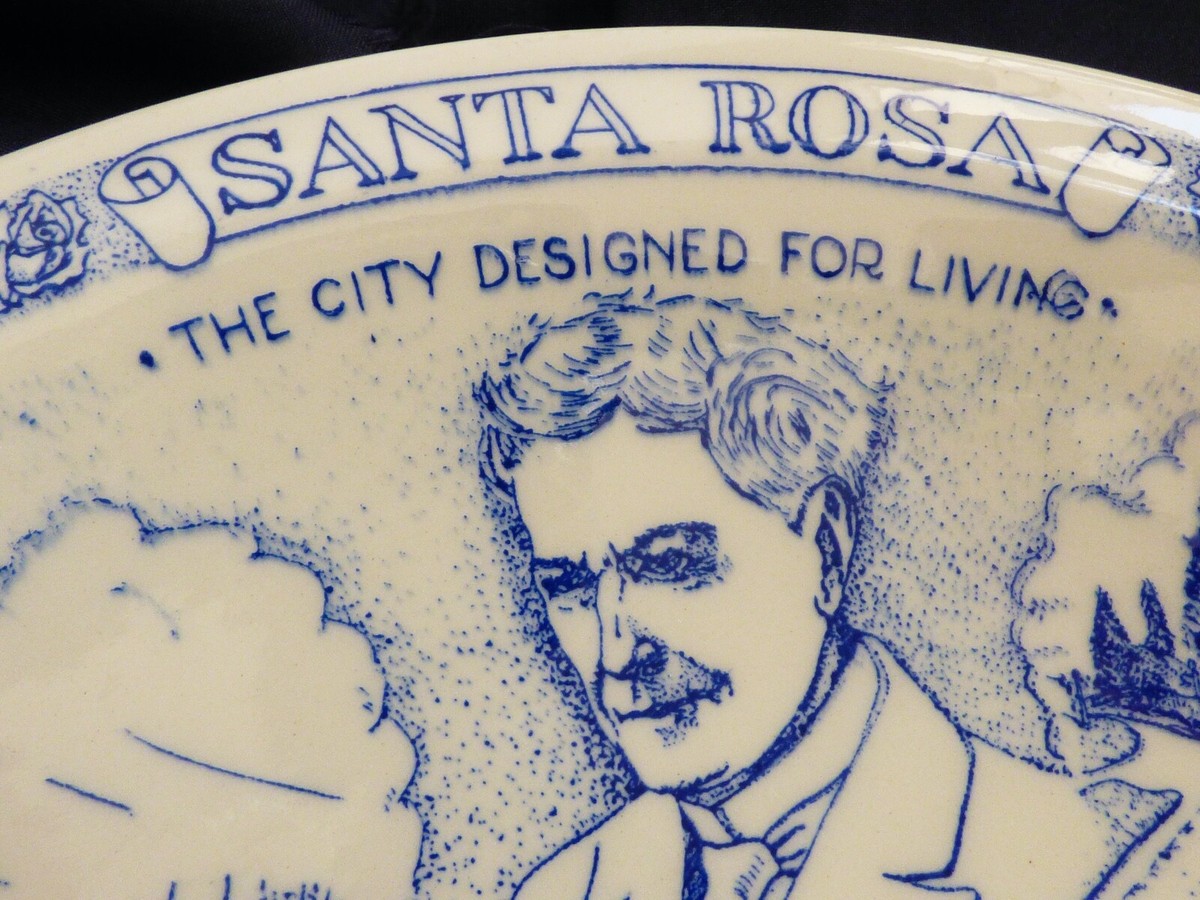 SANTA ROSA
• THE CITY DESIGNED FOR LIVING •